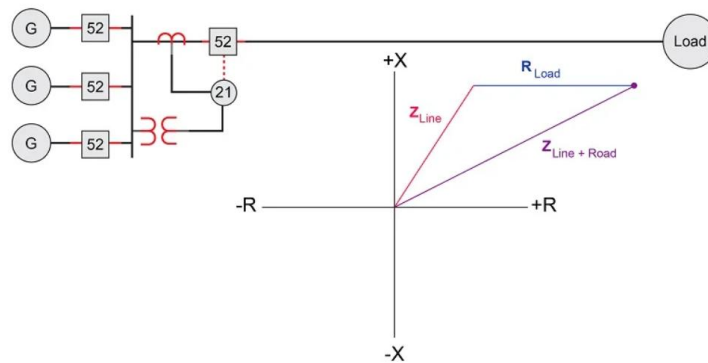 G
52
52
Load
+X
R Load
G
52
21
Z Line
G
52
Z Line + Road
-R
+R
-X